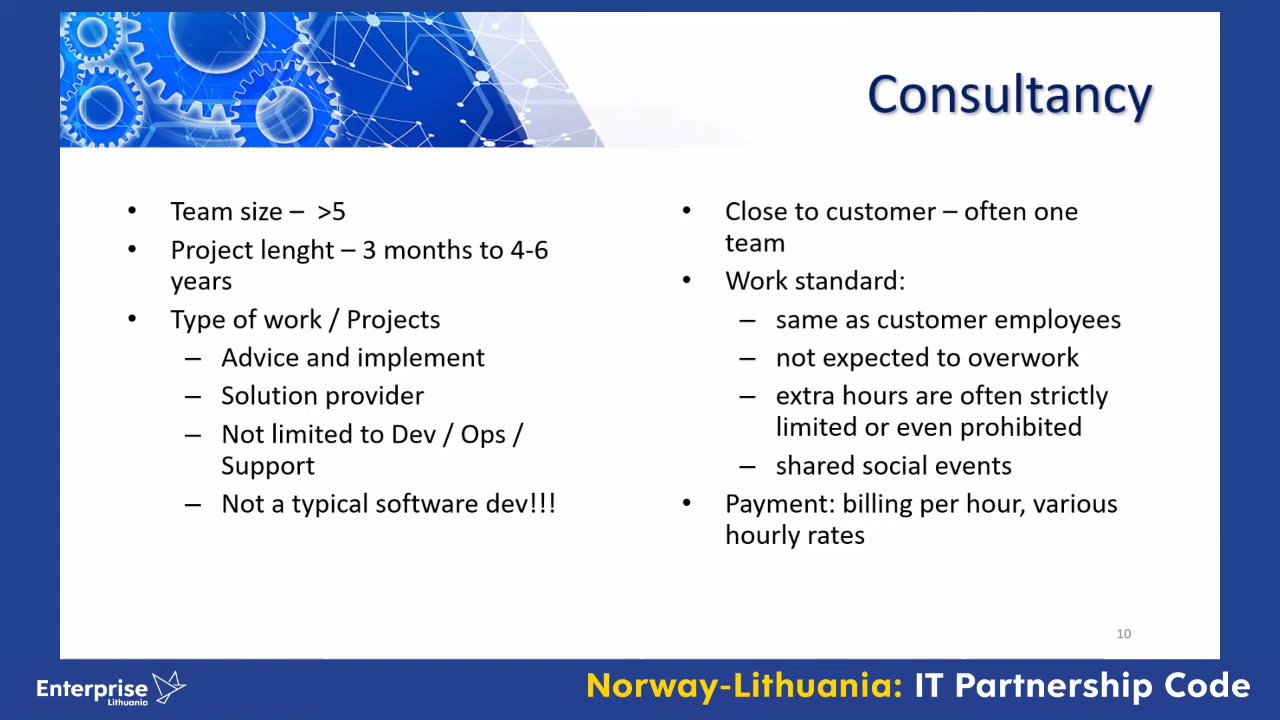 Consultancy
• Team size – >5
• Project lenght – 3 months to 4-6
years
• Type of work / Projects
– Advice and implement
– Solution provider
– Not limited to Dev / Ops /
Support
– Not a typical software dev!!!
• Close to customer – often one
team
• Work standard:
– same as customer employees
– not expected to overwork
– extra hours are often strictly
limited or even prohibited
– shared social events
• Payment: billing per hour, various
hourly rates
10
Enterprise
Lithuania
Norway-Lithuania: IT Partnership Code